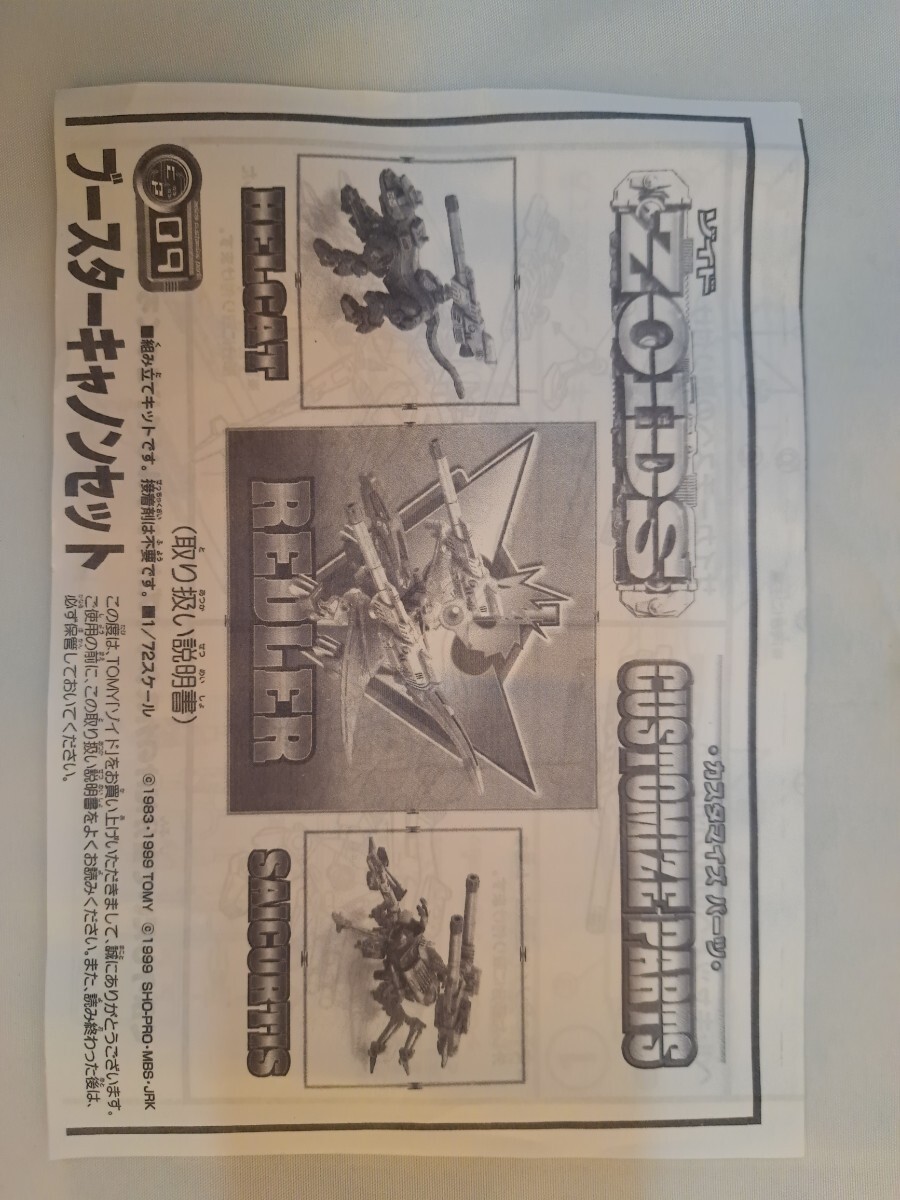 ゾイド
ZOIDS
・カスタマイズ パーツ・
CUSTOMIZE PARTS
HELCAT
REDLER
SAICURTIS
(取り扱い説明書)
09
■組み立てキットです。接着剤は不要です。■1/72スケール
©1983・1999 TOMY ©1999 SHO-PRO・MBS・JRK
ブースターキャノンセット
この度は、TOMY「ゾイド」をお買い上げいただきまして、誠にありがとうございます。
ご使用の前に、この取り扱い説明書をよくお読みください。また、読み終わった後は、
必ず保管しておいてください。